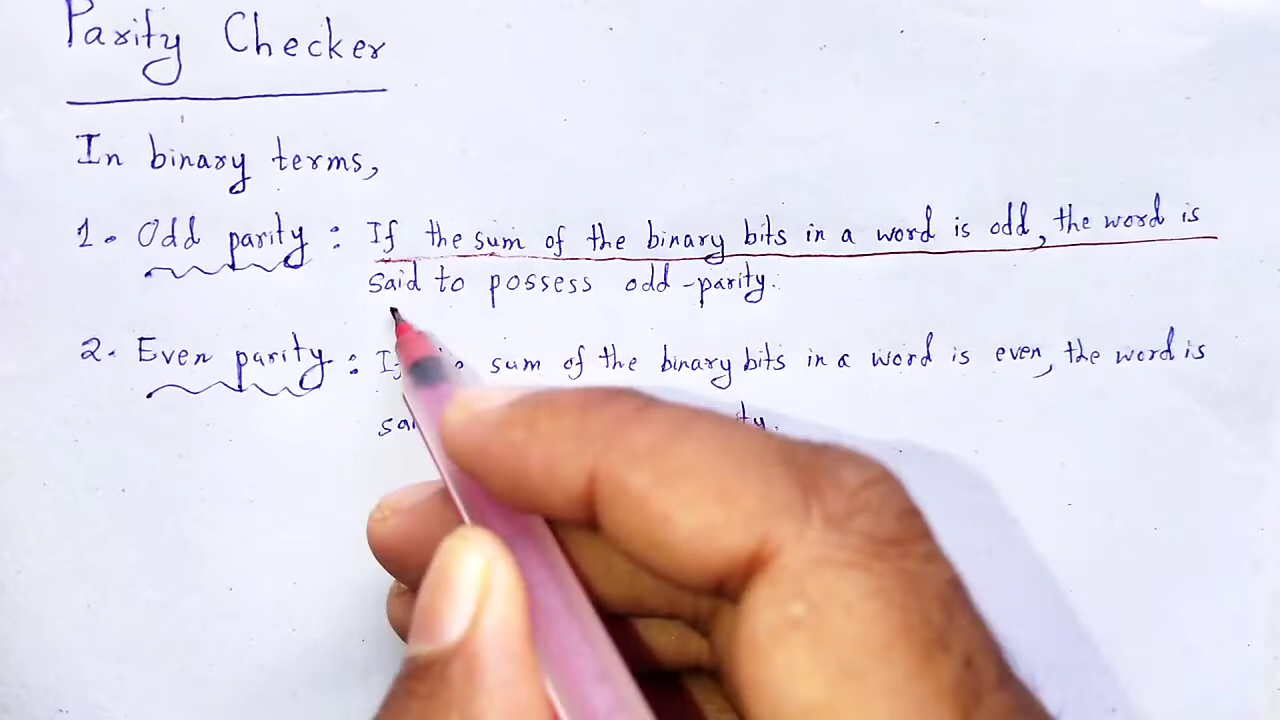 Parity Checker
In binary terms,
1. Odd parity : If the sum of the binary bits in a word is odd, the word is
said to possess odd-parity.
2. Even parity : sum of the binary bits in a word is even, the word is